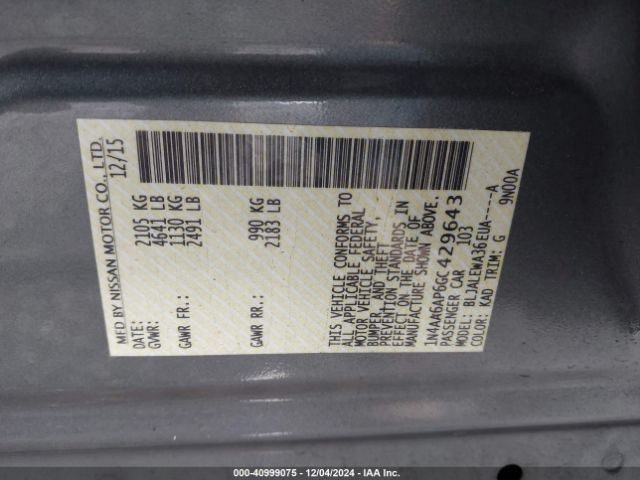 MFD BY NISSAN MOTOR CO., LTD.
DATE: 12/15
GVWR: 2105 KG
4641 LB
GAWR FR.: 1130 KG
2491 LB
GAWR RR.: 990 KG
2183 LB
THIS VEHICLE CONFORMS TO
ALL APPLICABLE FEDERAL
MOTOR VEHICLE SAFETY,
BUMPER, AND THEFT
PREVENTION STANDARDS IN
EFFECT ON THE DATE OF
MANUFACTURE SHOWN ABOVE.
1N4AA6AP6GC429643
PASSENGER CAR 103
MODEL: BLJALEWA36EUA-----A
COLOR: KAD TRIM: G 9N00A
000-40999075 - 12/04/2024 - IAA Inc.